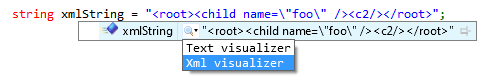 string xmlString = "<root><child name=\"foo\" /><c2/></root>";
xmlString "<root><child name=\"foo\" /><c2/></root>"
Text visualizer
Xml visualizer